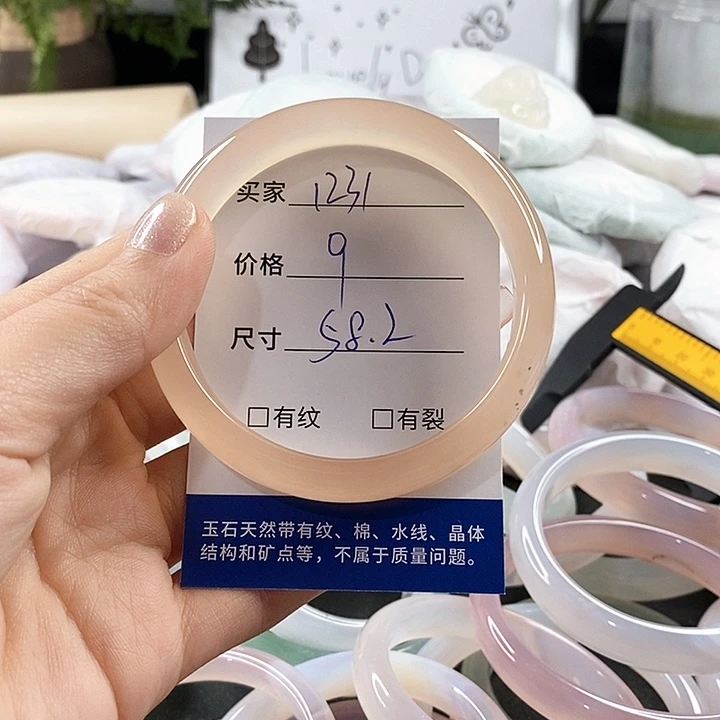 Lovely D
买家 1231
价格 9
尺寸 58.2
□有纹 □有裂
玉石天然带有纹、棉、水线、晶体
结构和矿点等，不属于质量问题。